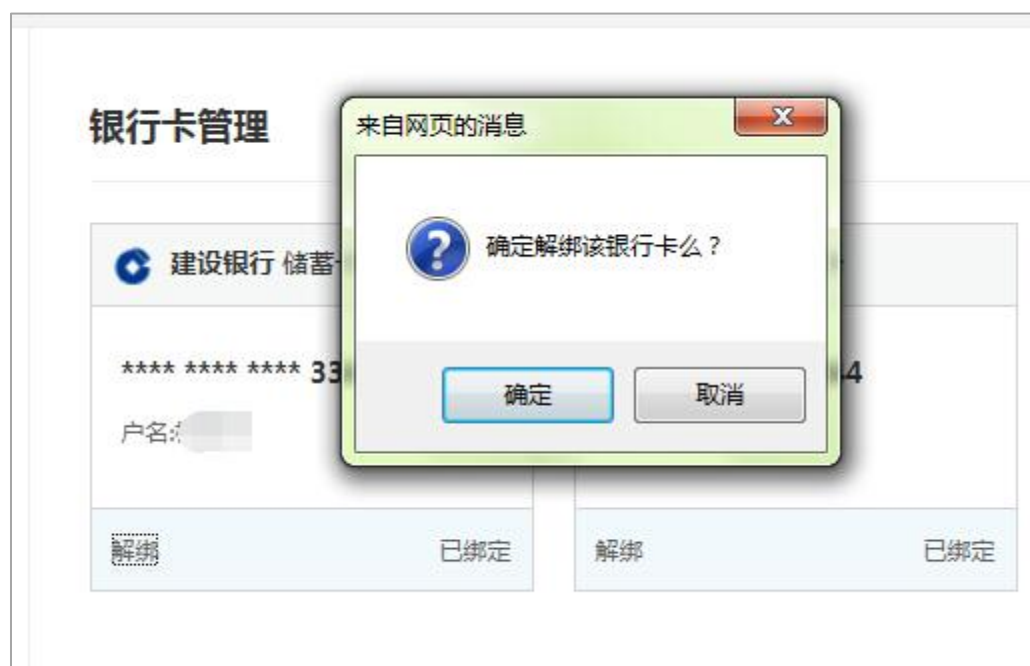 银行卡管理
来自网页的消息
确定解绑该银行卡么？
确定
取消
建设银行 储蓄
**** **** **** 33
4
户名:
解绑
已绑定
解绑
已绑定